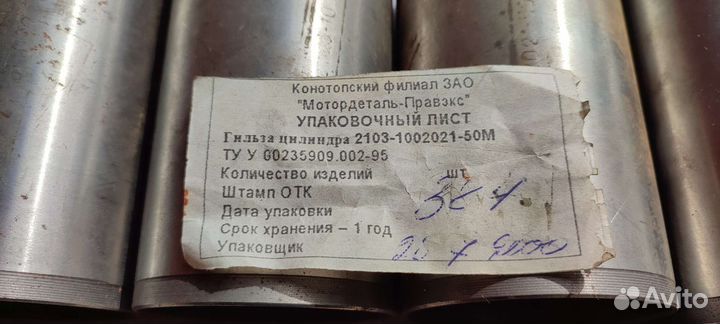 Конотопский филиал ЗАО
"Мотордеталь-Правэкс"
УПАКОВОЧНЫЙ ЛИСТ
Гильза цилиндра 2103-1002021-50М
ТУ У 00235909.002-95
Количество изделий шт
Штамп ОТК
Дата упаковки
Срок хранения – 1 год
Упаковщик
Avito